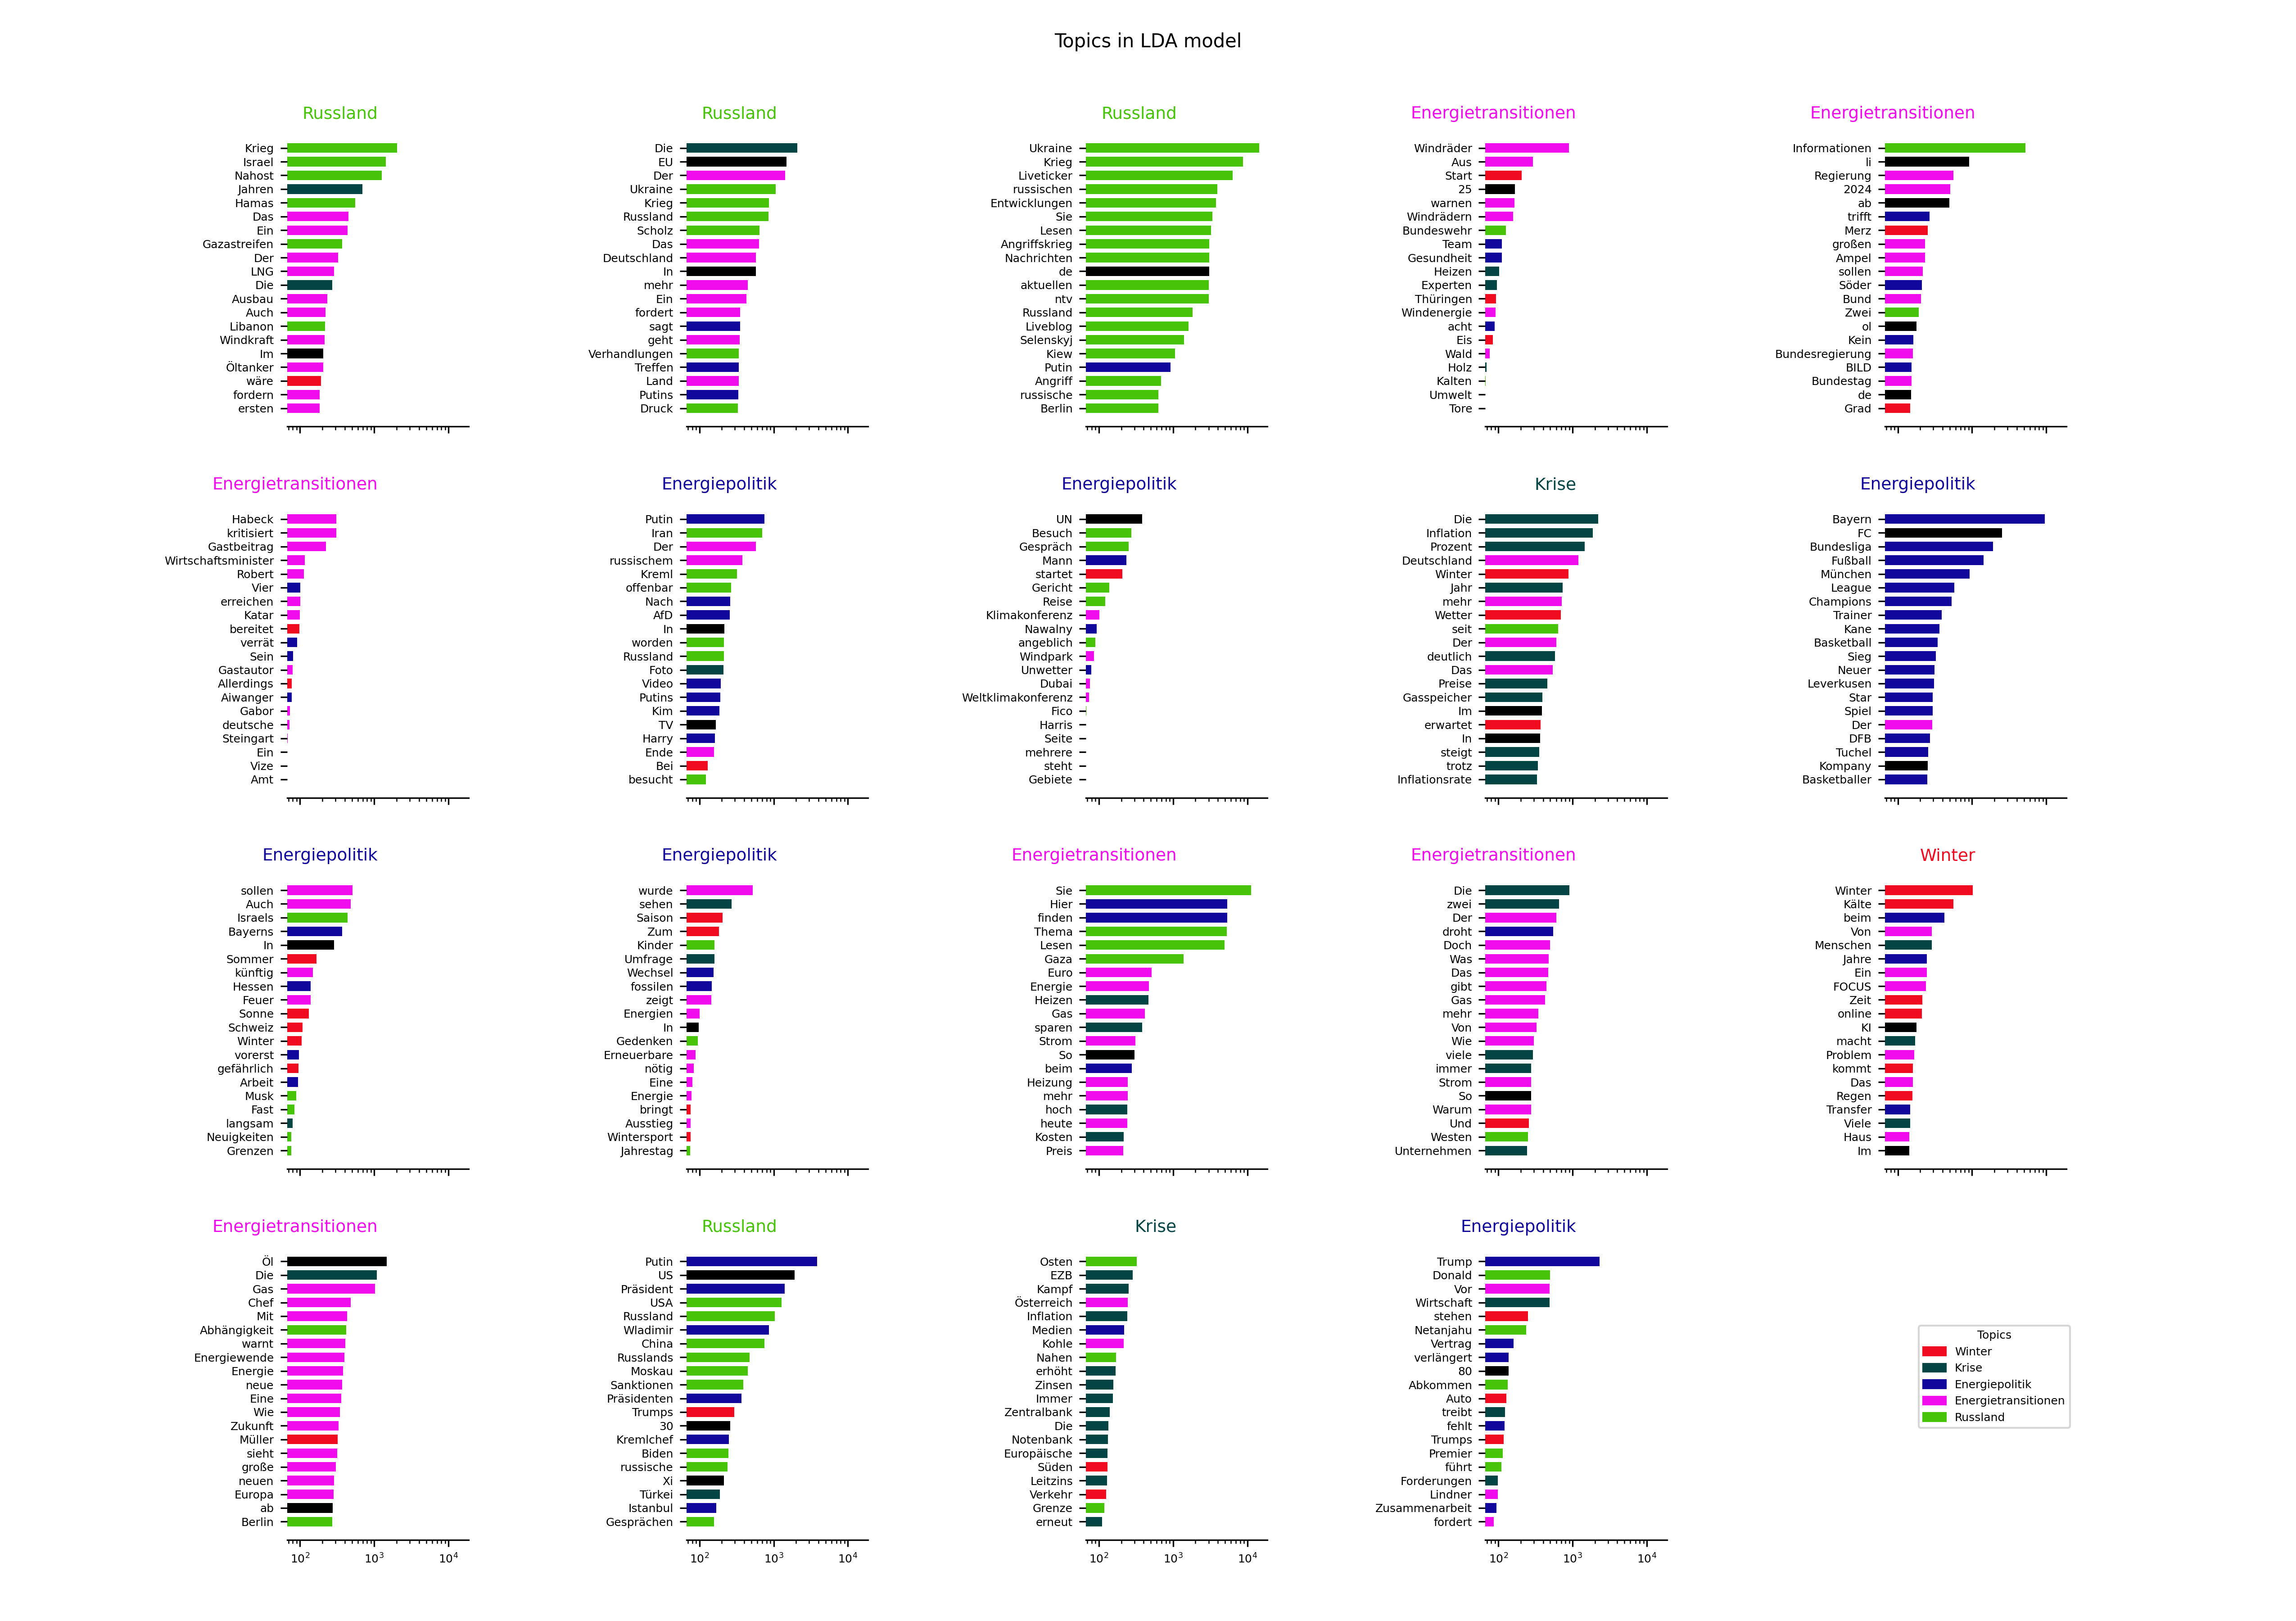 Topics in LDA model
Russland
Krieg
Israel
Nahost
Jahren
Hamas
Das
Ein
Gazastreifen
Der
LNG
Die
Ausbau
Auch
Libanon
Windkraft
Im
Öltanker
wäre
fordern
ersten
Russland
Die
EU
Der
Ukraine
Krieg
Russland
Scholz
Das
Deutschland
In
mehr
Ein
fordert
sagt
geht
Verhandlungen
Treffen
Land
Putins
Druck
Russland
Ukraine
Krieg
Liveticker
russischen
Entwicklungen
Sie
Lesen
Angriffskrieg
Nachrichten
de
aktuellen
ntv
Russland
Liveblog
Selenskyj
Kiew
Putin
Angriff
russische
Berlin
Energietransitionen
Windräder
Aus
Start
25
warnen
Windrädern
Bundeswehr
Team
Gesundheit
Heizen
Experten
Thüringen
Windenergie
acht
Eis
Wald
Holz
Kalten
Umwelt
Tore
Energietransitionen
Informationen
li
Regierung
2024
ab
trifft
Merz
großen
Ampel
sollen
Söder
Bund
Zwei
ol
Kein
Bundesregierung
BILD
Bundestag
de
Grad
Energietransitionen
Habeck
kritisiert
Gastbeitrag
Wirtschaftsminister
Robert
Vier
erreichen
Katar
bereitet
verrät
Sein
Gastautor
Allerdings
Aiwanger
Gabor
deutsche
Steingart
Ein
Vize
Amt
Energiepolitik
Putin
Iran
Der
russischem
Kreml
offenbar
Nach
AfD
In
worden
Russland
Foto
Video
Putins
Kim
TV
Harry
Ende
Bei
besucht
Energiepolitik
UN
Besuch
Gespräch
Mann
startet
Gericht
Reise
Klimakonferenz
Nawalny
angeblich
Windpark
Unwetter
Dubai
Weltklimakonferenz
Fico
Harris
Seite
mehrere
steht
Gebiete
Krise
Die
Inflation
Prozent
Deutschland
Winter
Jahr
mehr
Wetter
seit
Der
deutlich
Das
Preise
Gasspeicher
Im
erwartet
In
steigt
trotz
Inflationsrate
Energiepolitik
Bayern
FC
Bundesliga
Fußball
München
League
Champions
Trainer
Kane
Basketball
Sieg
Neuer
Leverkusen
Star
Spiel
Der
DFB
Tuchel
Kompany
Basketballer
Energiepolitik
sollen
Auch
Israels
Bayerns
In
Sommer
künftig
Hessen
Feuer
Sonne
Schweiz
Winter
vorerst
gefährlich
Arbeit
Musk
Fast
langsam
Neuigkeiten
Grenzen
Energiepolitik
wurde
sehen
Saison
Zum
Kinder
Umfrage
Wechsel
fossilen
zeigt
Energien
In
Gedenken
Erneuerbare
nötig
Eine
Energie
bringt
Ausstieg
Wintersport
Jahrestag
Energietransitionen
Sie
Hier
finden
Thema
Lesen
Gaza
Euro
Energie
Heizen
Gas
sparen
Strom
So
beim
Heizung
mehr
hoch
heute
Kosten
Preis
Energietransitionen
Die
zwei
Der
droht
Doch
Was
Das
gibt
Gas
mehr
Von
Wie
viele
immer
Strom
So
Warum
Und
Westen
Unternehmen
Winter
Winter
Kälte
beim
Von
Menschen
Jahre
Ein
FOCUS
Zeit
online
KI
macht
Problem
kommt
Das
Regen
Transfer
Viele
Haus
Im
Energietransitionen
Öl
Die
Gas
Chef
Mit
Abhängigkeit
warnt
Energiewende
Energie
neue
Eine
Wie
Zukunft
Müller
sieht
große
neuen
Europa
ab
Berlin
10² 10³ 10⁴
Russland
Putin
US
Präsident
USA
Russland
Wladimir
China
Russlands
Moskau
Sanktionen
Präsidenten
Trumps
30
Kremlchef
Biden
russische
Xi
Türkei
Istanbul
Gesprächen
10² 10³ 10⁴
Krise
Osten
EZB
Kampf
Österreich
Inflation
Medien
Kohle
Nahen
erhöht
Zinsen
Immer
Zentralbank
Die
Notenbank
Europäische
Süden
Leitzins
Verkehr
Grenze
erneut
10² 10³ 10⁴
Energiepolitik
Trump
Donald
Vor
Wirtschaft
stehen
Netanjahu
Vertrag
verlängert
80
Abkommen
Auto
treibt
fehlt
Trumps
Premier
führt
Forderungen
Lindner
Zusammenarbeit
fordert
10² 10³ 10⁴
Topics
Winter
Krise
Energiepolitik
Energietransitionen
Russland